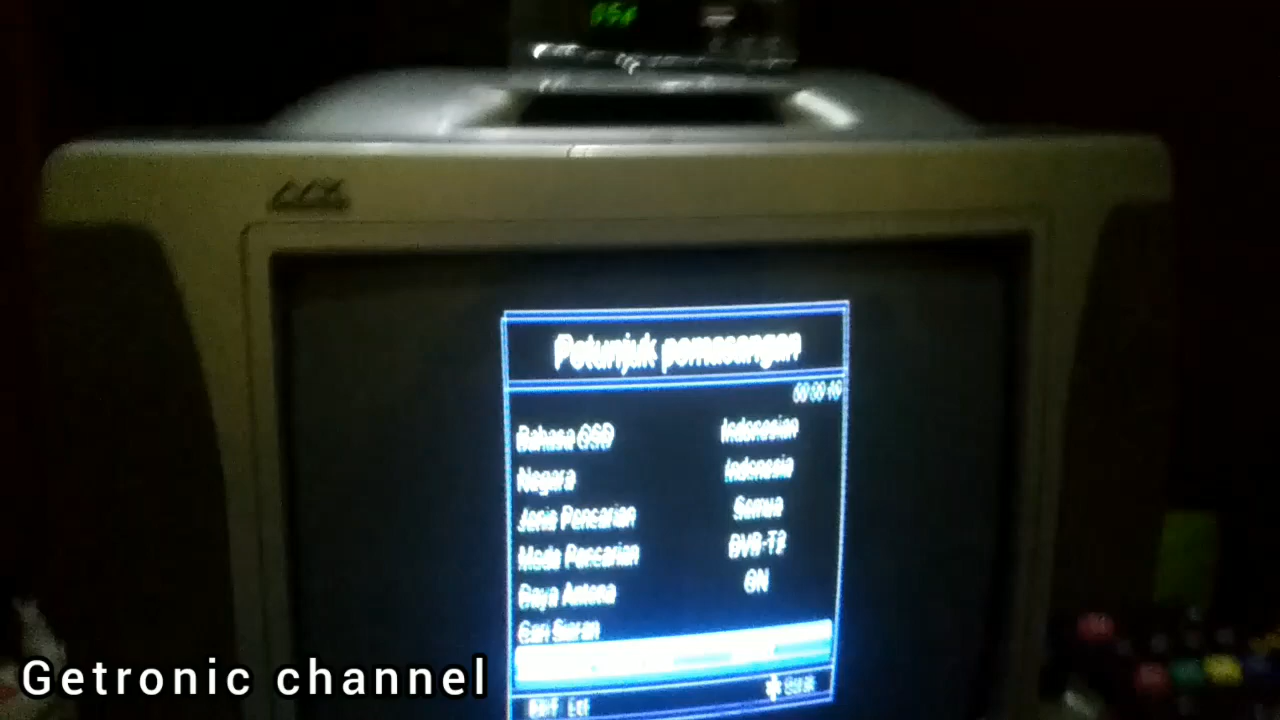 Petunjuk pemasangan
Bahasa OSD Indonesian
Negara Indonesia
Jenis Pencarian Semua
Mode Pencarian DVB-T2
Daya Antena ON
Cari Siaran
Getronic channel